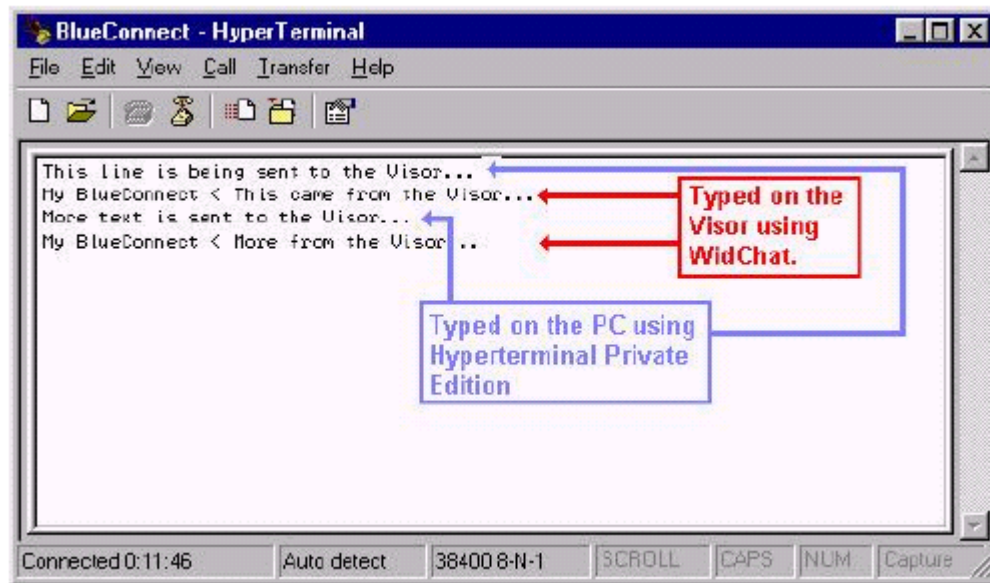 BlueConnect - HyperTerminal
File Edit View Call Transfer Help
This line is being sent to the Visor...
My BlueConnect < This came from the Visor...
More text is sent to the Visor...
My BlueConnect < More from the Visor ..
Typed on the
Visor using
WidChat.
Typed on the PC using
Hyperterminal Private
Edition
Connected 0:11:46 Auto detect 38400 8-N-1 SCROLL CAPS NUM Capture